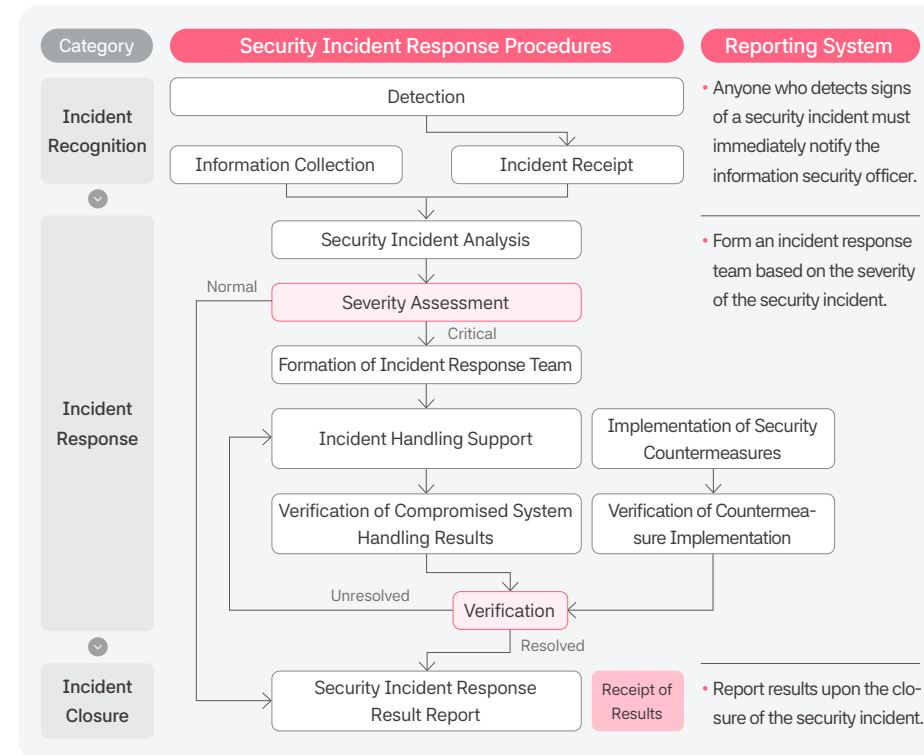 Category
Security Incident Response Procedures
Reporting System
Incident
Recognition
Detection
Information Collection
Incident Receipt
• Anyone who detects signs
of a security incident must
immediately notify the
information security officer.
Incident
Response
Security Incident Analysis
Normal
Severity Assessment
Critical
Formation of Incident Response Team
Incident Handling Support
Implementation of Security
Countermeasures
Verification of Compromised System
Handling Results
Verification of Countermea-
sure Implementation
Unresolved
Verification
Resolved
• Form an incident response
team based on the severity
of the security incident.
Incident
Closure
Security Incident Response
Result Report
Receipt of
Results
• Report results upon the clo-
sure of the security incident.